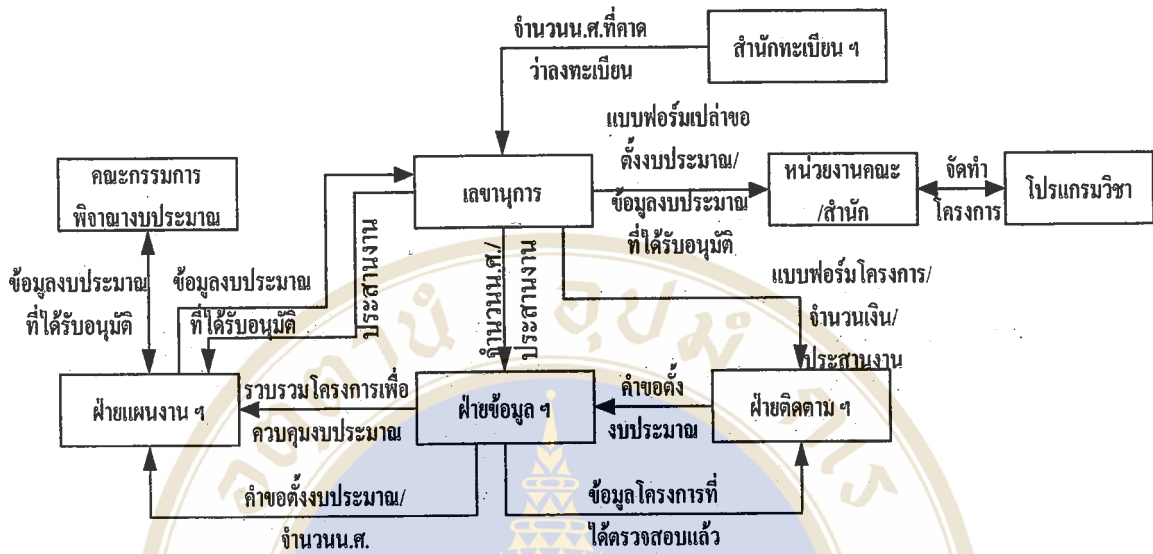 จำนวนน.ศ.ที่คาด
ว่าลงทะเบียน
สำนักทะเบียน ฯ
แบบฟอร์มเปล่าขอ
ตั้งงบประมาณ/
ข้อมูลงบประมาณ
ที่ได้รับอนุมัติ
คณะกรรมการ
พิจาณางบประมาณ
เลขานุการ
หน่วยงานคณะ
/สำนัก
จัดทำ
โครงการ
โปรแกรมวิชา
ข้อมูลงบประมาณ
ที่ได้รับอนุมัติ
ข้อมูลงบประมาณ
ที่ได้รับอนุมัติ
ประสานงาน
จำนวนน.ศ./
ประสานงาน
แบบฟอร์มโครงการ/
จำนวนเงิน/
ประสานงาน
ฝ่ายแผนงาน ฯ
รวบรวมโครงการเพื่อ
ควบคุมงบประมาณ
ฝ่ายข้อมูล ฯ
คำขอตั้ง
งบประมาณ
ฝ่ายติดตาม ฯ
คำขอตั้งงบประมาณ/
จำนวนน.ศ.
ข้อมูลโครงการที่
ได้ตรวจสอบแล้ว
อตฺตานํ อุปมํ กเร